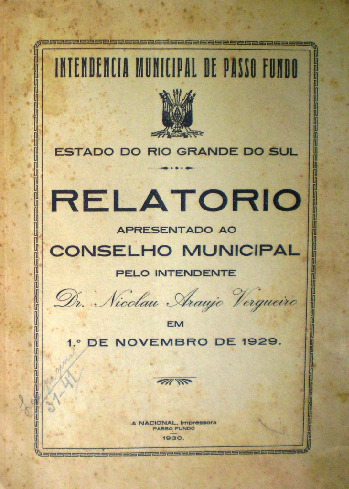 INTENDENCIA MUNICIPAL DE PASSO FUNDO
ESTADO DO RIO GRANDE DO SUL
RELATORIO
APRESENTADO AO
CONSELHO MUNICIPAL
PELO INTENDENTE
Dr. Nicolau Araujo Vergueiro
EM
1.º DE NOVEMBRO DE 1929.
A NACIONAL, Impressora
PASSO FUNDO
1930.